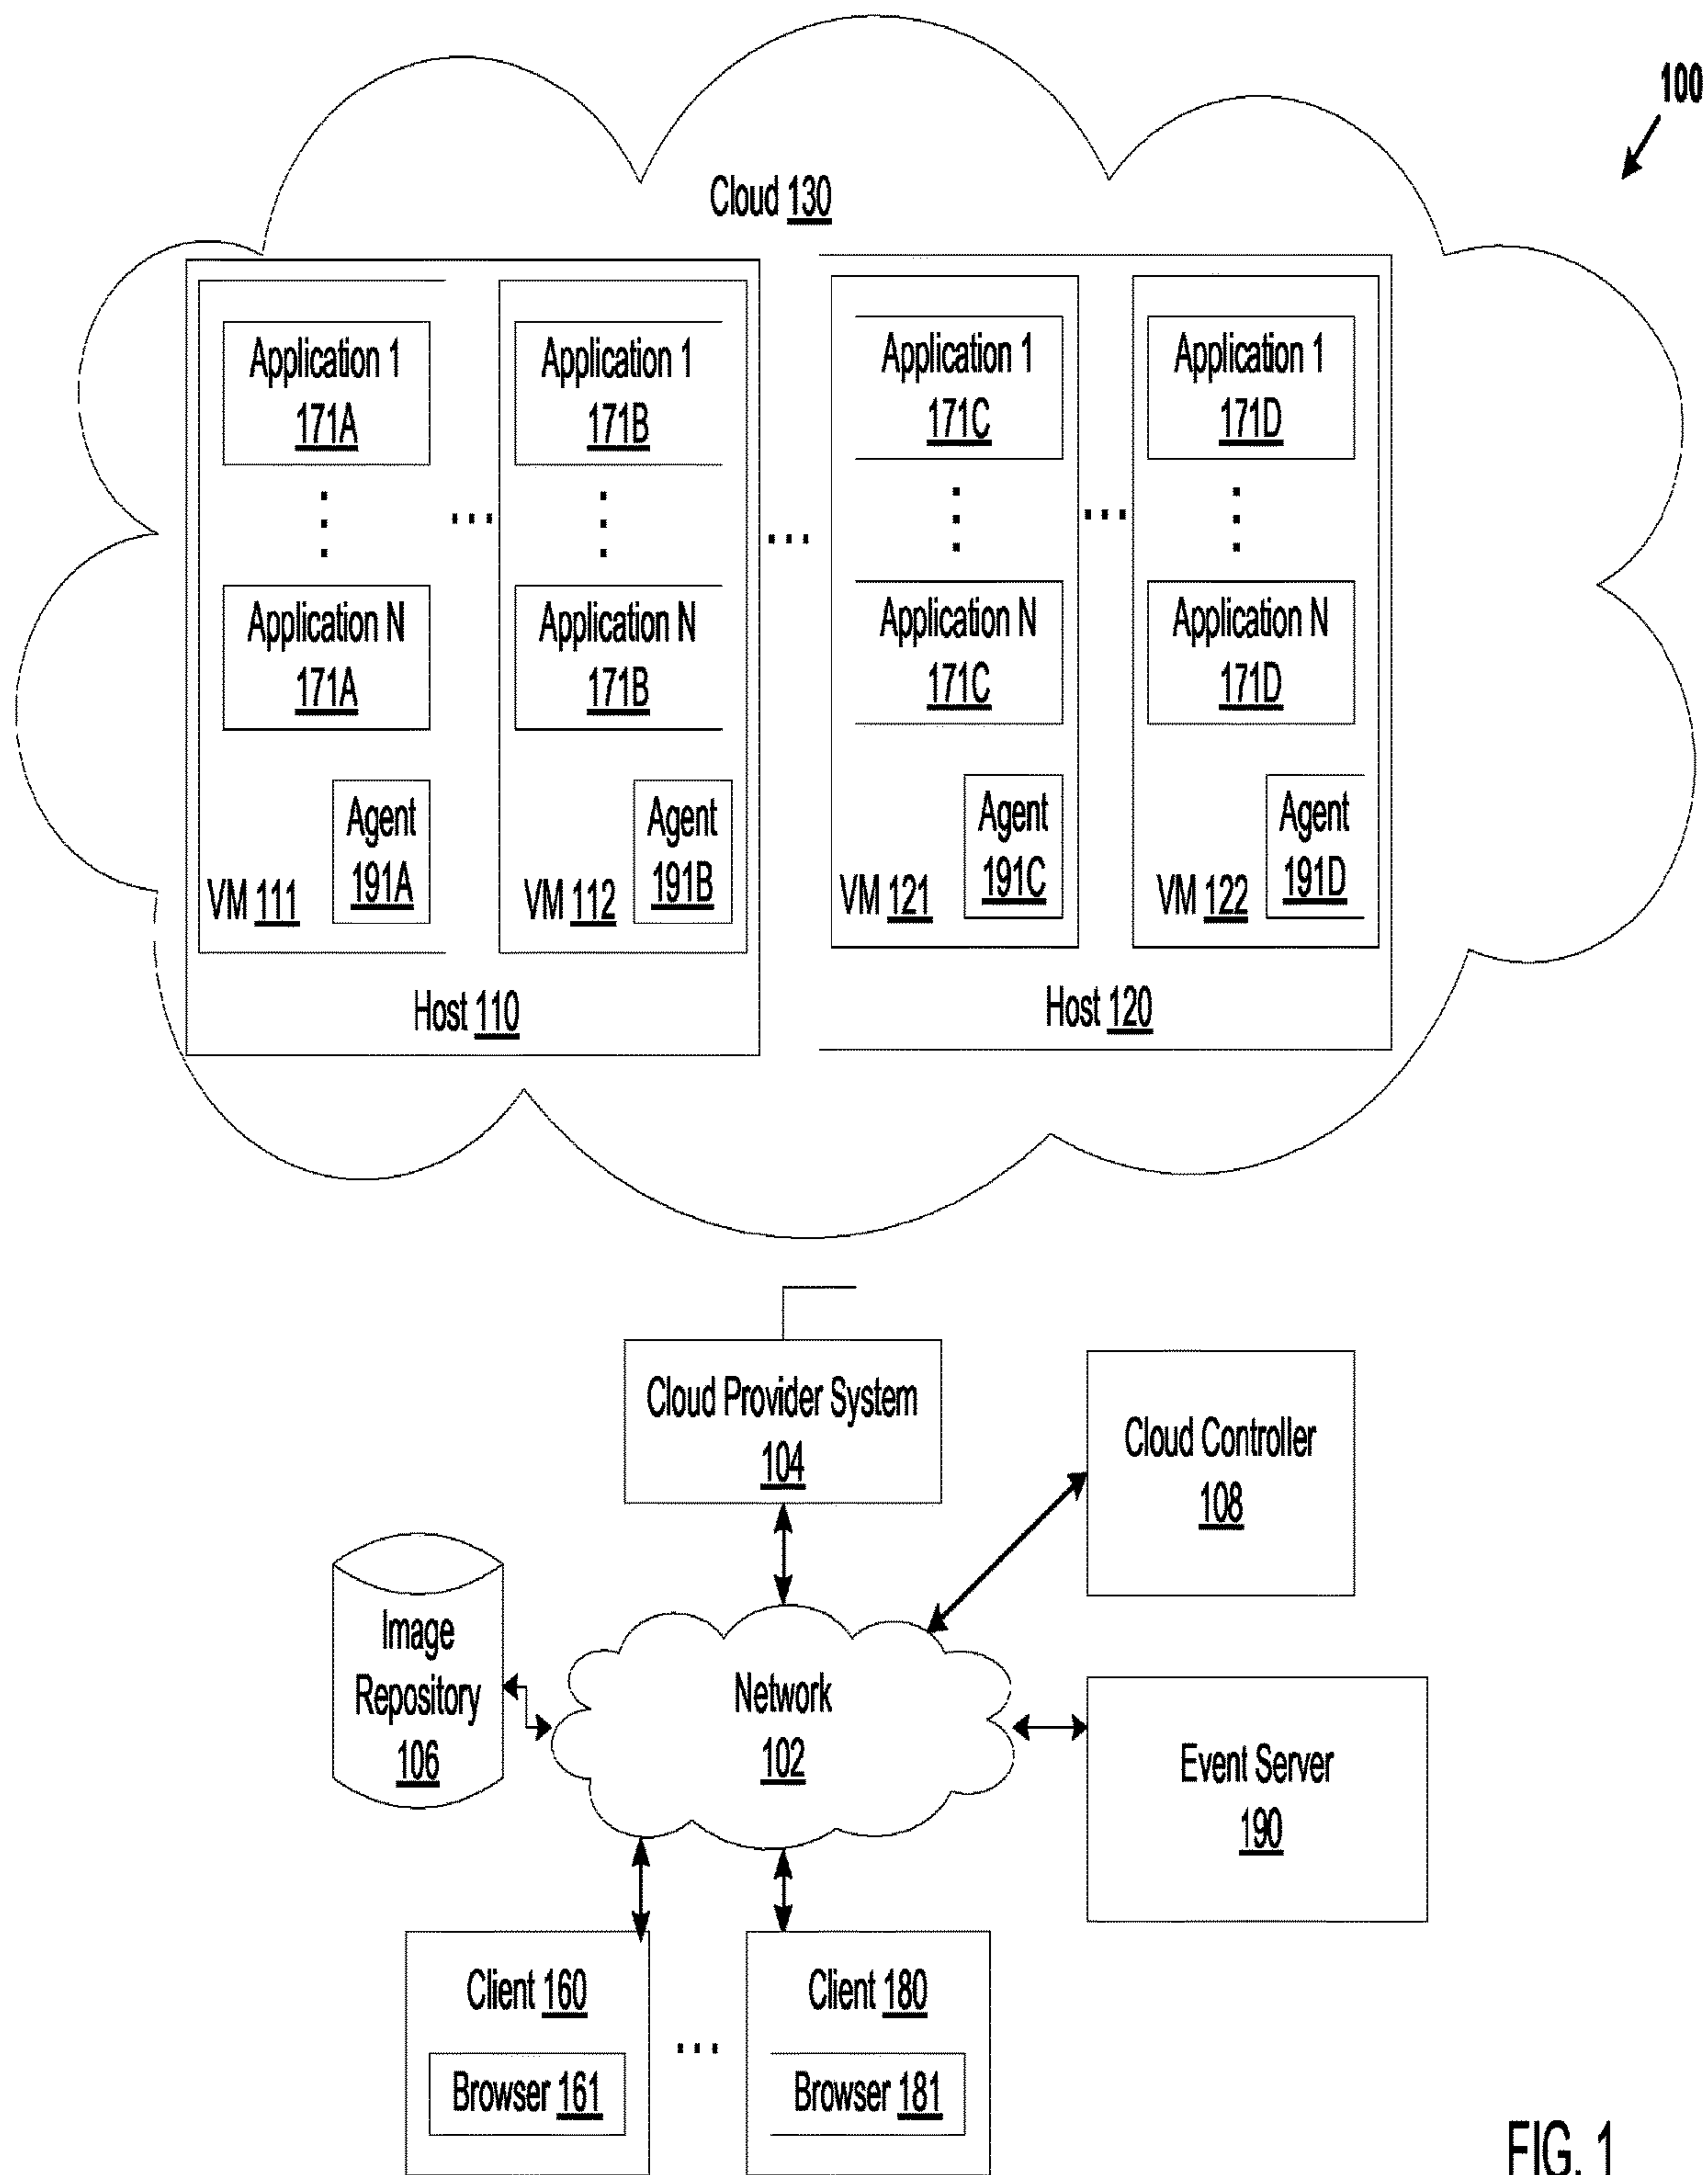 100
Cloud 130
Application 1
171A
Application 1
171B
Application 1
171C
Application 1
171D
Application N
171A
Application N
171B
Application N
171C
Application N
171D
Agent
191A
VM 111
Agent
191B
VM 112
Agent
191C
VM 121
Agent
191D
VM 122
Host 110
Host 120
Cloud Provider System
104
Cloud Controller
108
Image
Repository
106
Network
102
Event Server
190
Client 160
Browser 161
Client 180
Browser 181
FIG. 1